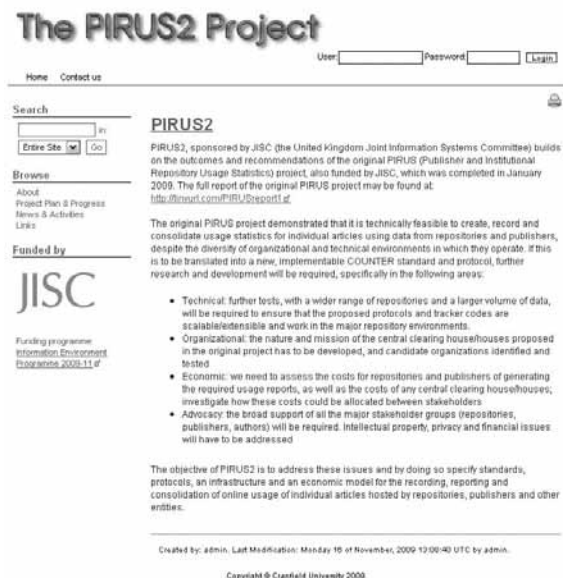 The PIRUS2 Project
User: Password: Login
Home Contact us
Search
in:
Entire Site Go
Browse
About
Project Plan & Progress
News & Activities
Links
Funded by
JISC
Funding programme
Information Environment
Programme 2009-11
PIRUS2
PIRUS2, sponsored by JISC (the United Kingdom Joint Information Systems Committee) builds
on the outcomes and recommendations of the original PIRUS (Publisher and Institutional
Repository Usage Statistics) project, also funded by JISC, which was completed in January
2009. The full report of the original PIRUS project may be found at:
http://tinyurl.com/PIRUSreport1
The original PIRUS project demonstrated that it is technically feasible to create, record and
consolidate usage statistics for individual articles using data from repositories and publishers,
despite the diversity of organizational and technical environments in which they operate. If this
is to be translated into a new, implementable COUNTER standard and protocol, further
research and development will be required, specifically in the following areas:
• Technical: further tests, with a wider range of repositories and a larger volume of data,
will be required to ensure that the proposed protocols and tracker codes are
scalable/extensible and work in the major repository environments.
• Organizational: the nature and mission of the central clearing house/houses proposed
in the original project has to be developed, and candidate organizations identified and
tested
• Economic: we need to assess the costs for repositories and publishers of generating
the required usage reports, as well as the costs of any central clearing house/houses;
investigate how these costs could be allocated between stakeholders
• Advocacy: the broad support of all the major stakeholder groups (repositories,
publishers, authors) will be required. Intellectual property, privacy and financial issues
will have to be addressed
The objective of PIRUS2 is to address these issues and by doing so specify standards,
protocols, an infrastructure and an economic model for the recording, reporting and
consolidation of online usage of individual articles hosted by repositories, publishers and other
entities.
Created by: admin. Last Modification: Monday 16 of November, 2009 13:08:40 UTC by admin.
Copyright © Cranfield University 2009